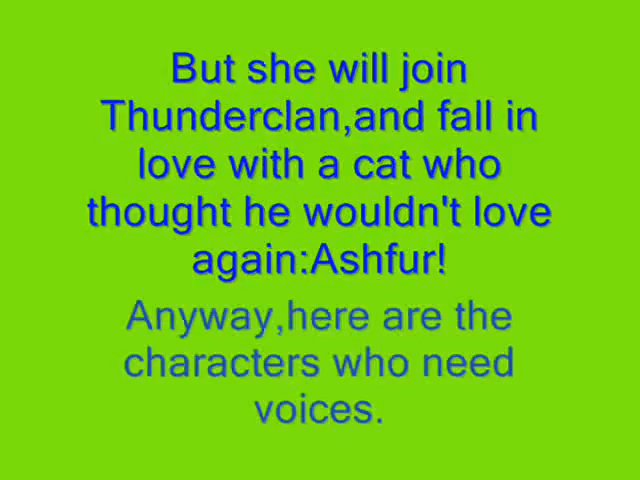 But she will join
Thunderclan,and fall in
love with a cat who
thought he wouldn't love
again:Ashfur!
Anyway,here are the
characters who need
voices.